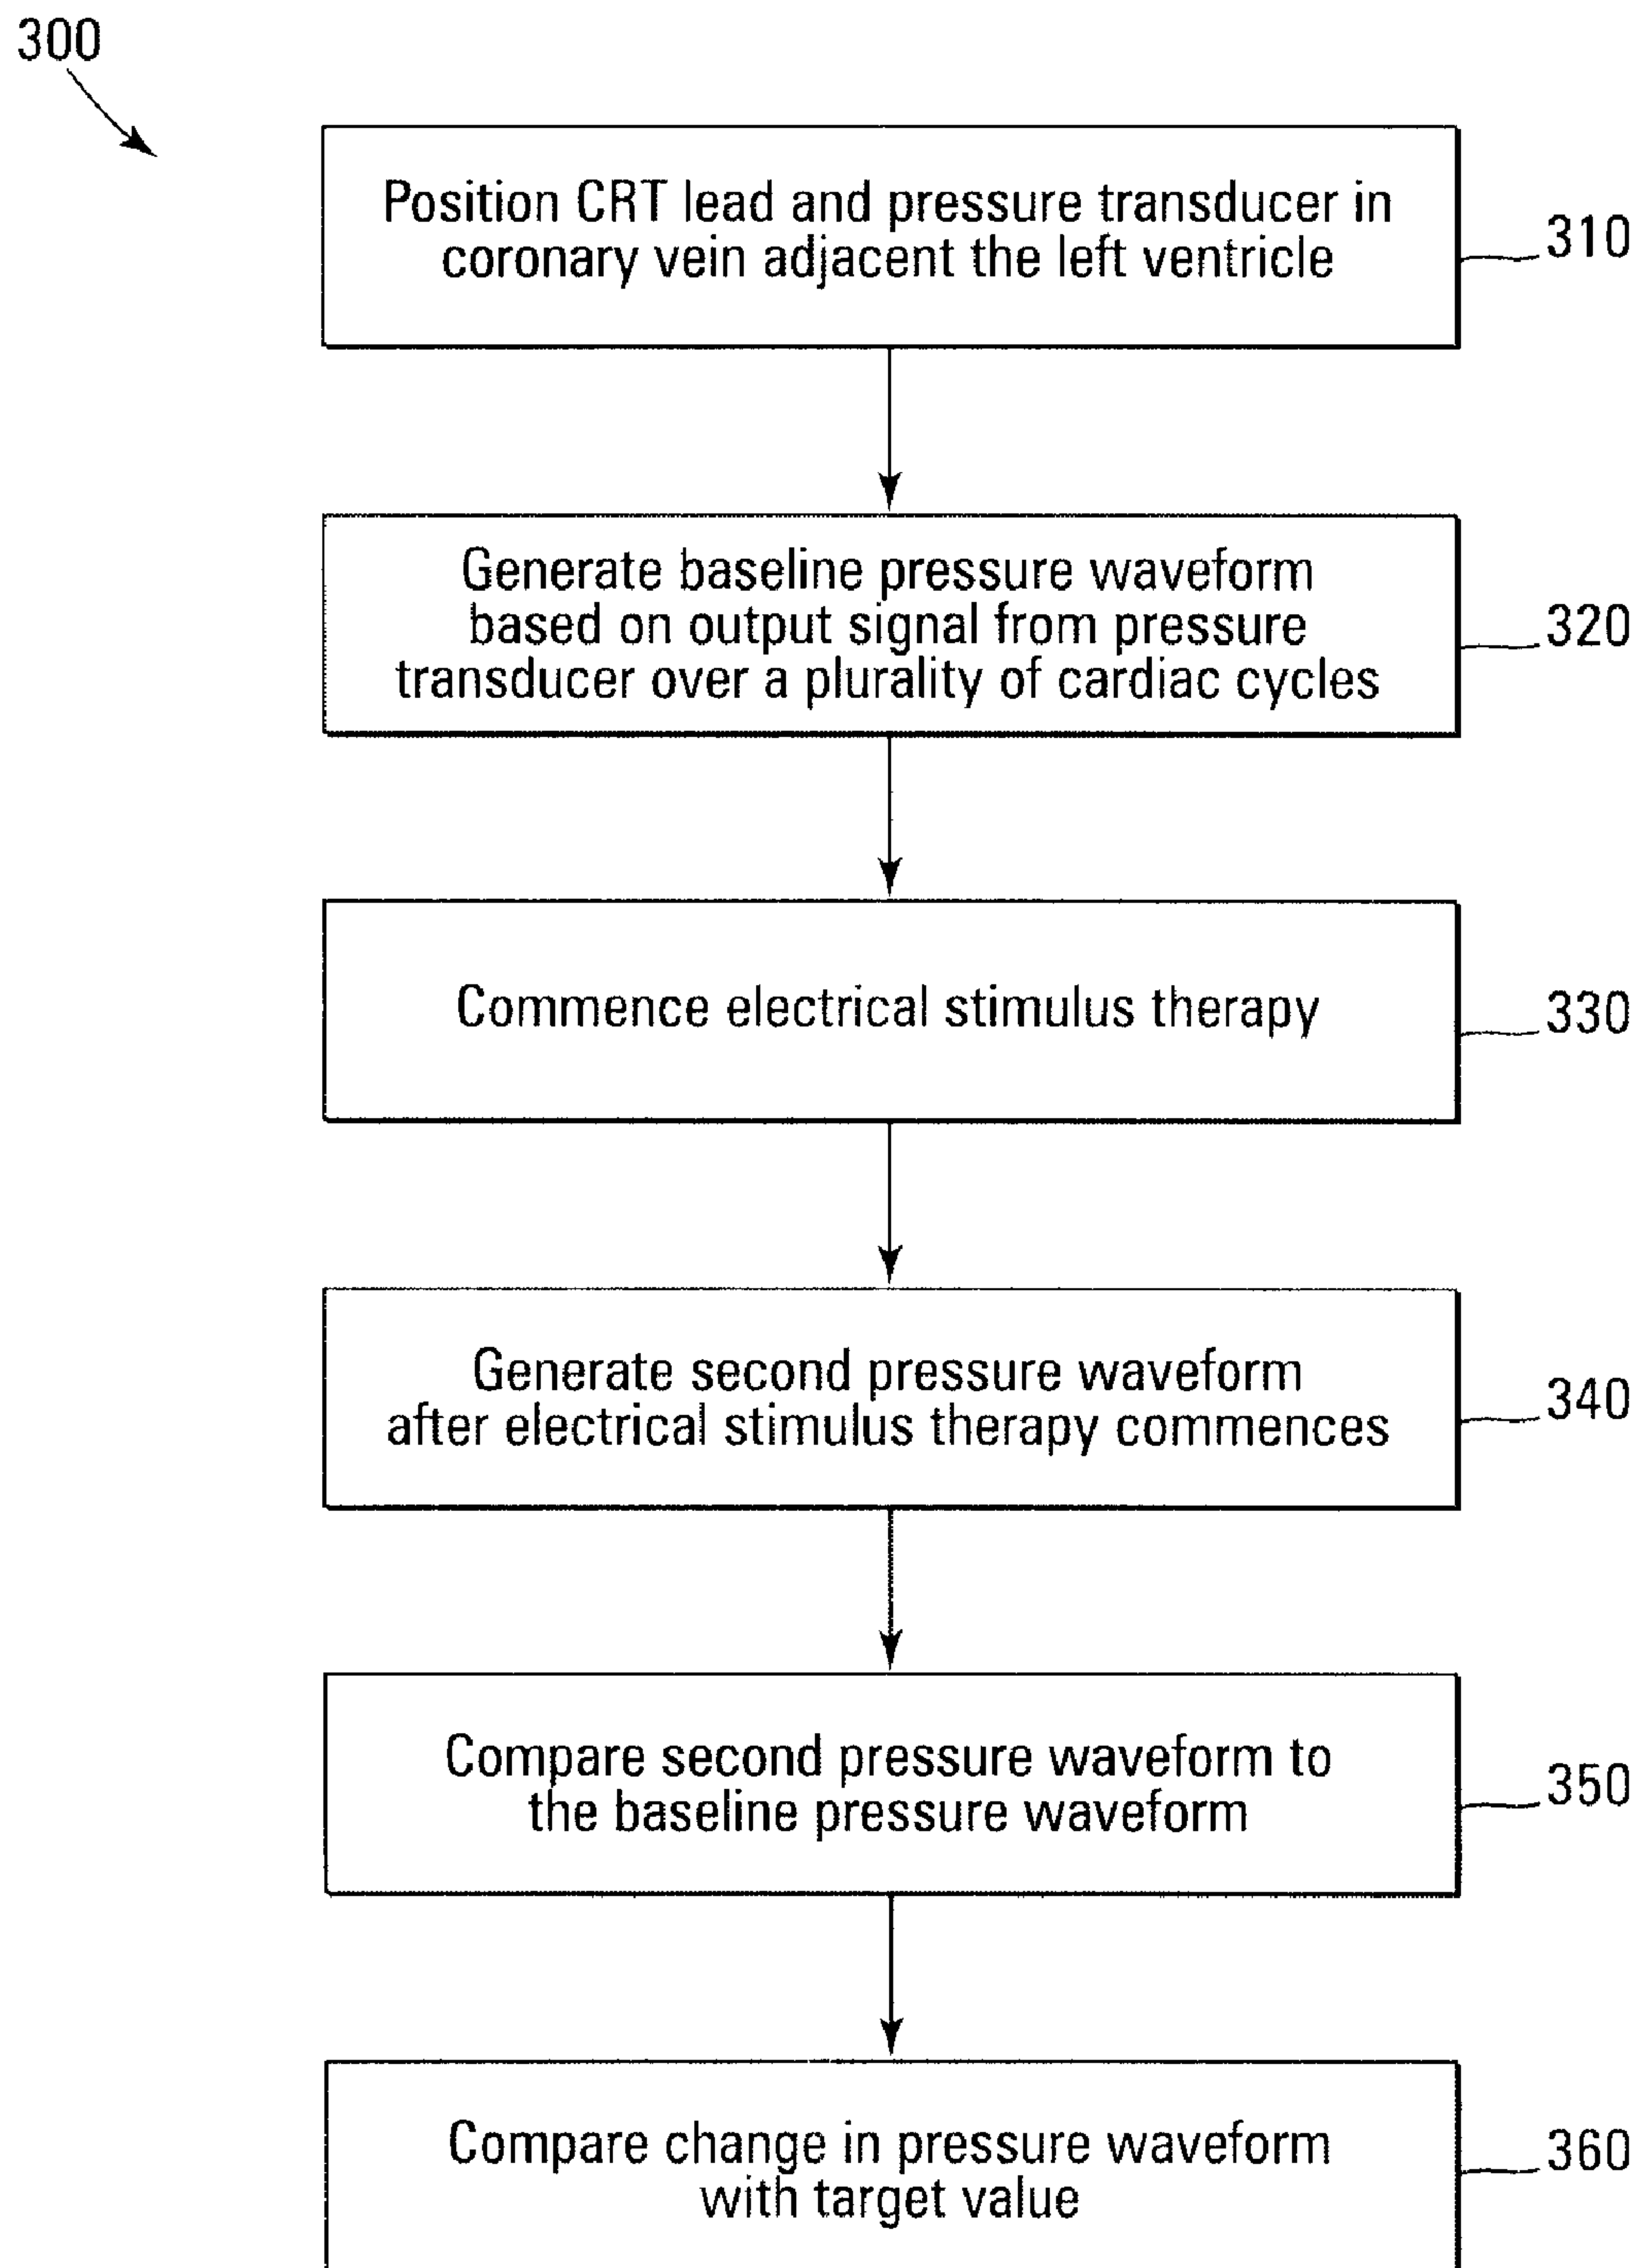 300
Position CRT lead and pressure transducer in
coronary vein adjacent the left ventricle
310
Generate baseline pressure waveform
based on output signal from pressure
transducer over a plurality of cardiac cycles
320
Commence electrical stimulus therapy
330
Generate second pressure waveform
after electrical stimulus therapy commences
340
Compare second pressure waveform to
the baseline pressure waveform
350
Compare change in pressure waveform
with target value
360